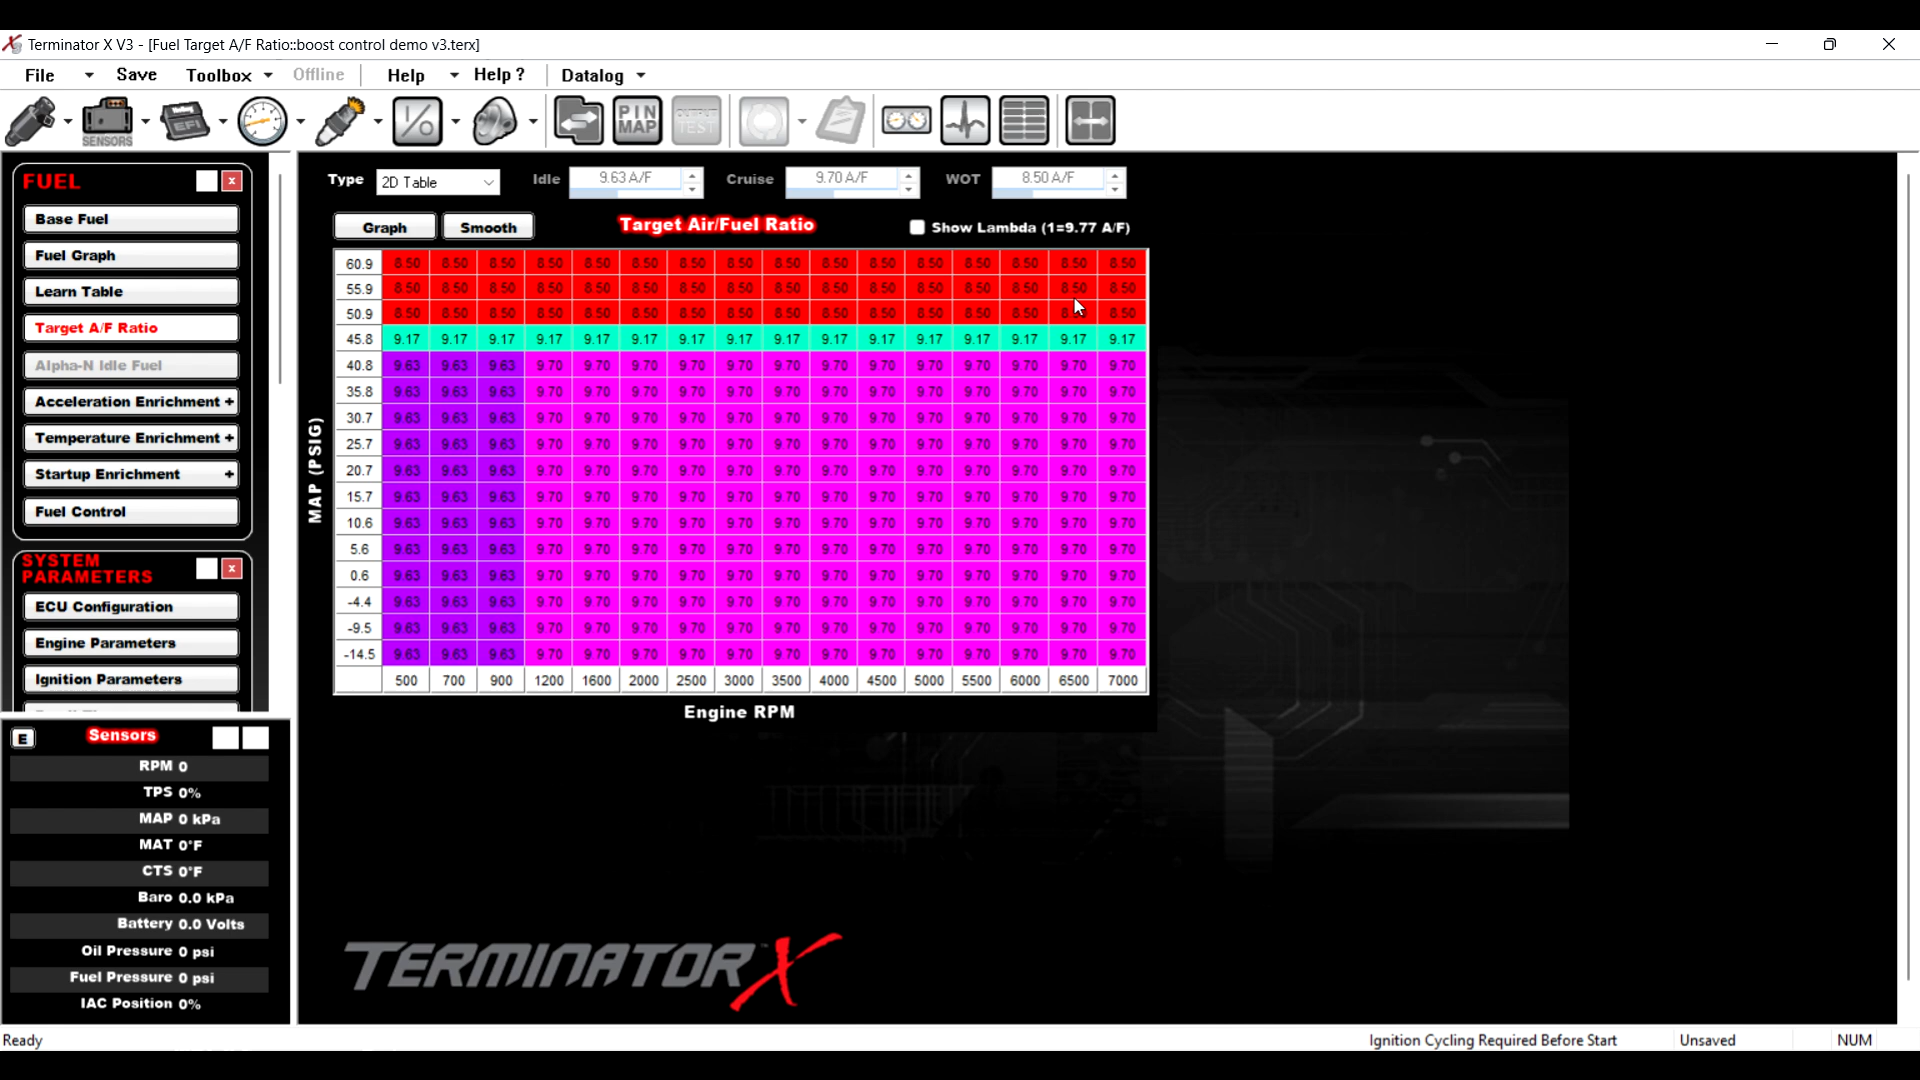 Terminator X V3 - [Fuel Target A/F Ratio::boost control demo v3.terx]
File Save Toolbox Offline Help Help ? Datalog
SENSORS EFI I/O PIN MAP OUTPUT TEST
FUEL
Base Fuel
Fuel Graph
Learn Table
Target A/F Ratio
Alpha-N Idle Fuel
Acceleration Enrichment +
Temperature Enrichment +
Startup Enrichment +
Fuel Control
SYSTEM
PARAMETERS
ECU Configuration
Engine Parameters
Ignition Parameters
E Sensors
RPM 0
TPS 0%
MAP 0 kPa
MAT 0°F
CTS 0°F
Baro 0.0 kPa
Battery 0.0 Volts
Oil Pressure 0 psi
Fuel Pressure 0 psi
IAC Position 0%
Type 2D Table Idle 9.63 A/F Cruise 9.70 A/F WOT 8.50 A/F
Graph Smooth Target Air/Fuel Ratio Show Lambda (1=9.77 A/F)
MAP (PSIG)
60.9 8.50 8.50 8.50 8.50 8.50 8.50 8.50 8.50 8.50 8.50 8.50 8.50 8.50 8.50 8.50 8.50
55.9 8.50 8.50 8.50 8.50 8.50 8.50 8.50 8.50 8.50 8.50 8.50 8.50 8.50 8.50 8.50 8.50
50.9 8.50 8.50 8.50 8.50 8.50 8.50 8.50 8.50 8.50 8.50 8.50 8.50 8.50 8.50 8.50 8.50
45.8 9.17 9.17 9.17 9.17 9.17 9.17 9.17 9.17 9.17 9.17 9.17 9.17 9.17 9.17 9.17 9.17
40.8 9.63 9.63 9.63 9.70 9.70 9.70 9.70 9.70 9.70 9.70 9.70 9.70 9.70 9.70 9.70 9.70
35.8 9.63 9.63 9.63 9.70 9.70 9.70 9.70 9.70 9.70 9.70 9.70 9.70 9.70 9.70 9.70 9.70
30.7 9.63 9.63 9.63 9.70 9.70 9.70 9.70 9.70 9.70 9.70 9.70 9.70 9.70 9.70 9.70 9.70
25.7 9.63 9.63 9.63 9.70 9.70 9.70 9.70 9.70 9.70 9.70 9.70 9.70 9.70 9.70 9.70 9.70
20.7 9.63 9.63 9.63 9.70 9.70 9.70 9.70 9.70 9.70 9.70 9.70 9.70 9.70 9.70 9.70 9.70
15.7 9.63 9.63 9.63 9.70 9.70 9.70 9.70 9.70 9.70 9.70 9.70 9.70 9.70 9.70 9.70 9.70
10.6 9.63 9.63 9.63 9.70 9.70 9.70 9.70 9.70 9.70 9.70 9.70 9.70 9.70 9.70 9.70 9.70
5.6 9.63 9.63 9.63 9.70 9.70 9.70 9.70 9.70 9.70 9.70 9.70 9.70 9.70 9.70 9.70 9.70
0.6 9.63 9.63 9.63 9.70 9.70 9.70 9.70 9.70 9.70 9.70 9.70 9.70 9.70 9.70 9.70 9.70
-4.4 9.63 9.63 9.63 9.70 9.70 9.70 9.70 9.70 9.70 9.70 9.70 9.70 9.70 9.70 9.70 9.70
-9.5 9.63 9.63 9.63 9.70 9.70 9.70 9.70 9.70 9.70 9.70 9.70 9.70 9.70 9.70 9.70 9.70
-14.5 9.63 9.63 9.63 9.70 9.70 9.70 9.70 9.70 9.70 9.70 9.70 9.70 9.70 9.70 9.70 9.70
500 700 900 1200 1600 2000 2500 3000 3500 4000 4500 5000 5500 6000 6500 7000
Engine RPM
TERMINATOR X
Ready Ignition Cycling Required Before Start Unsaved NUM